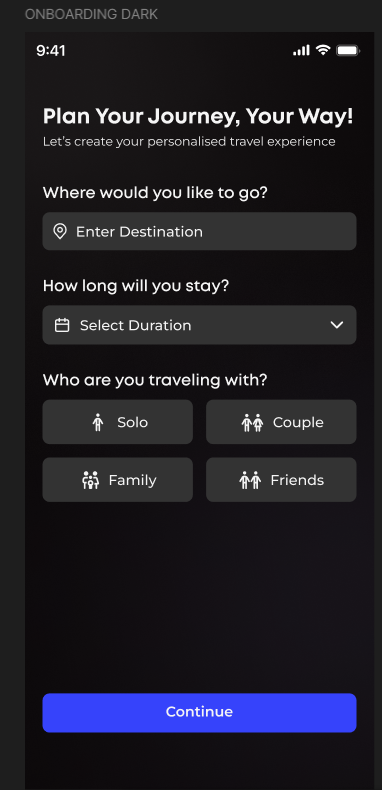 ONBOARDING DARK
9:41
Plan Your Journey, Your Way!
Let's create your personalised travel experience
Where would you like to go?
Enter Destination
How long will you stay?
Select Duration
Who are you traveling with?
Solo
Couple
Family
Friends
Continue